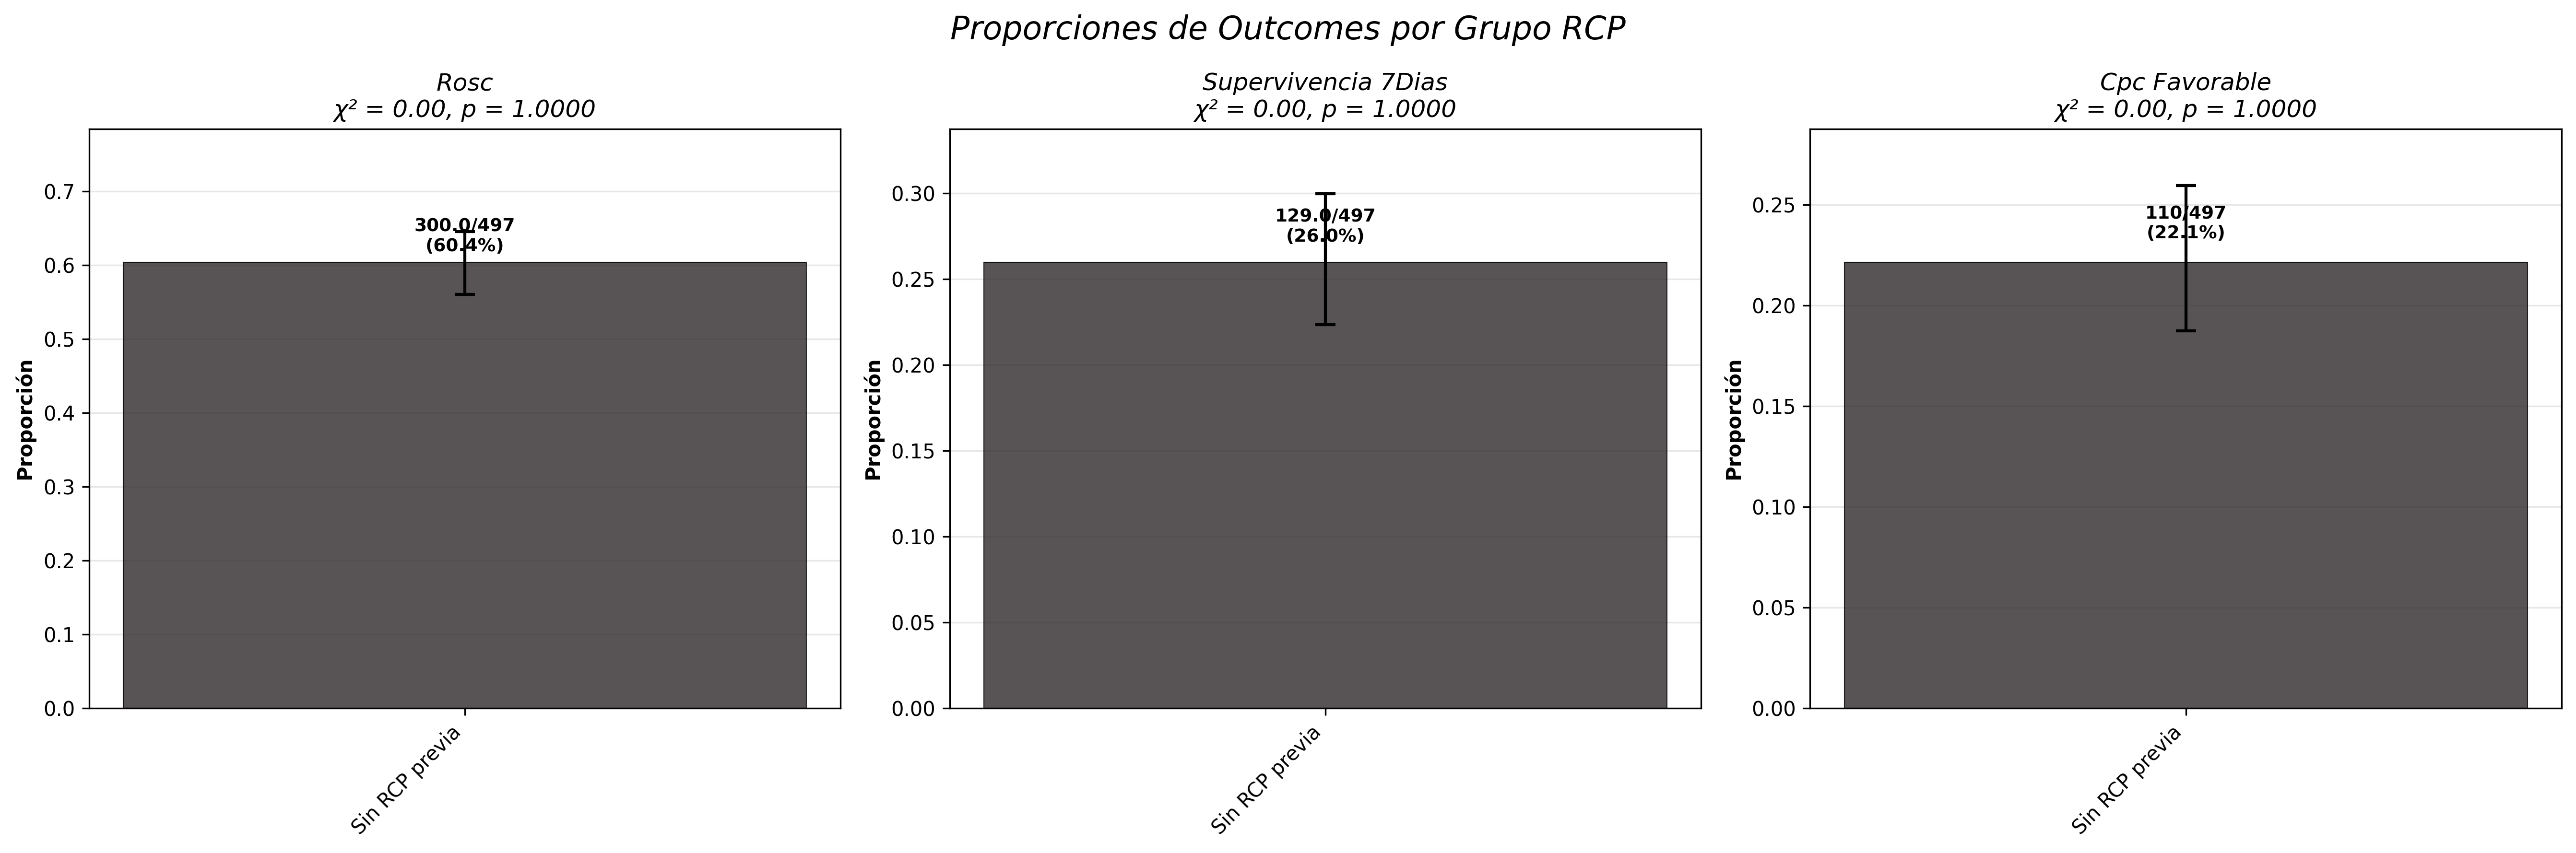 Proporciones de Outcomes por Grupo RCP
Rosc
χ² = 0.00, p = 1.0000
Proporción
0.7
0.6
0.5
0.4
0.3
0.2
0.1
0.0
300.0/497
(60.4%)
Sin RCP previa
Supervivencia 7Dias
χ² = 0.00, p = 1.0000
Proporción
0.30
0.25
0.20
0.15
0.10
0.05
0.00
129.0/497
(26.0%)
Sin RCP previa
Cpc Favorable
χ² = 0.00, p = 1.0000
Proporción
0.25
0.20
0.15
0.10
0.05
0.00
110/497
(22.1%)
Sin RCP previa